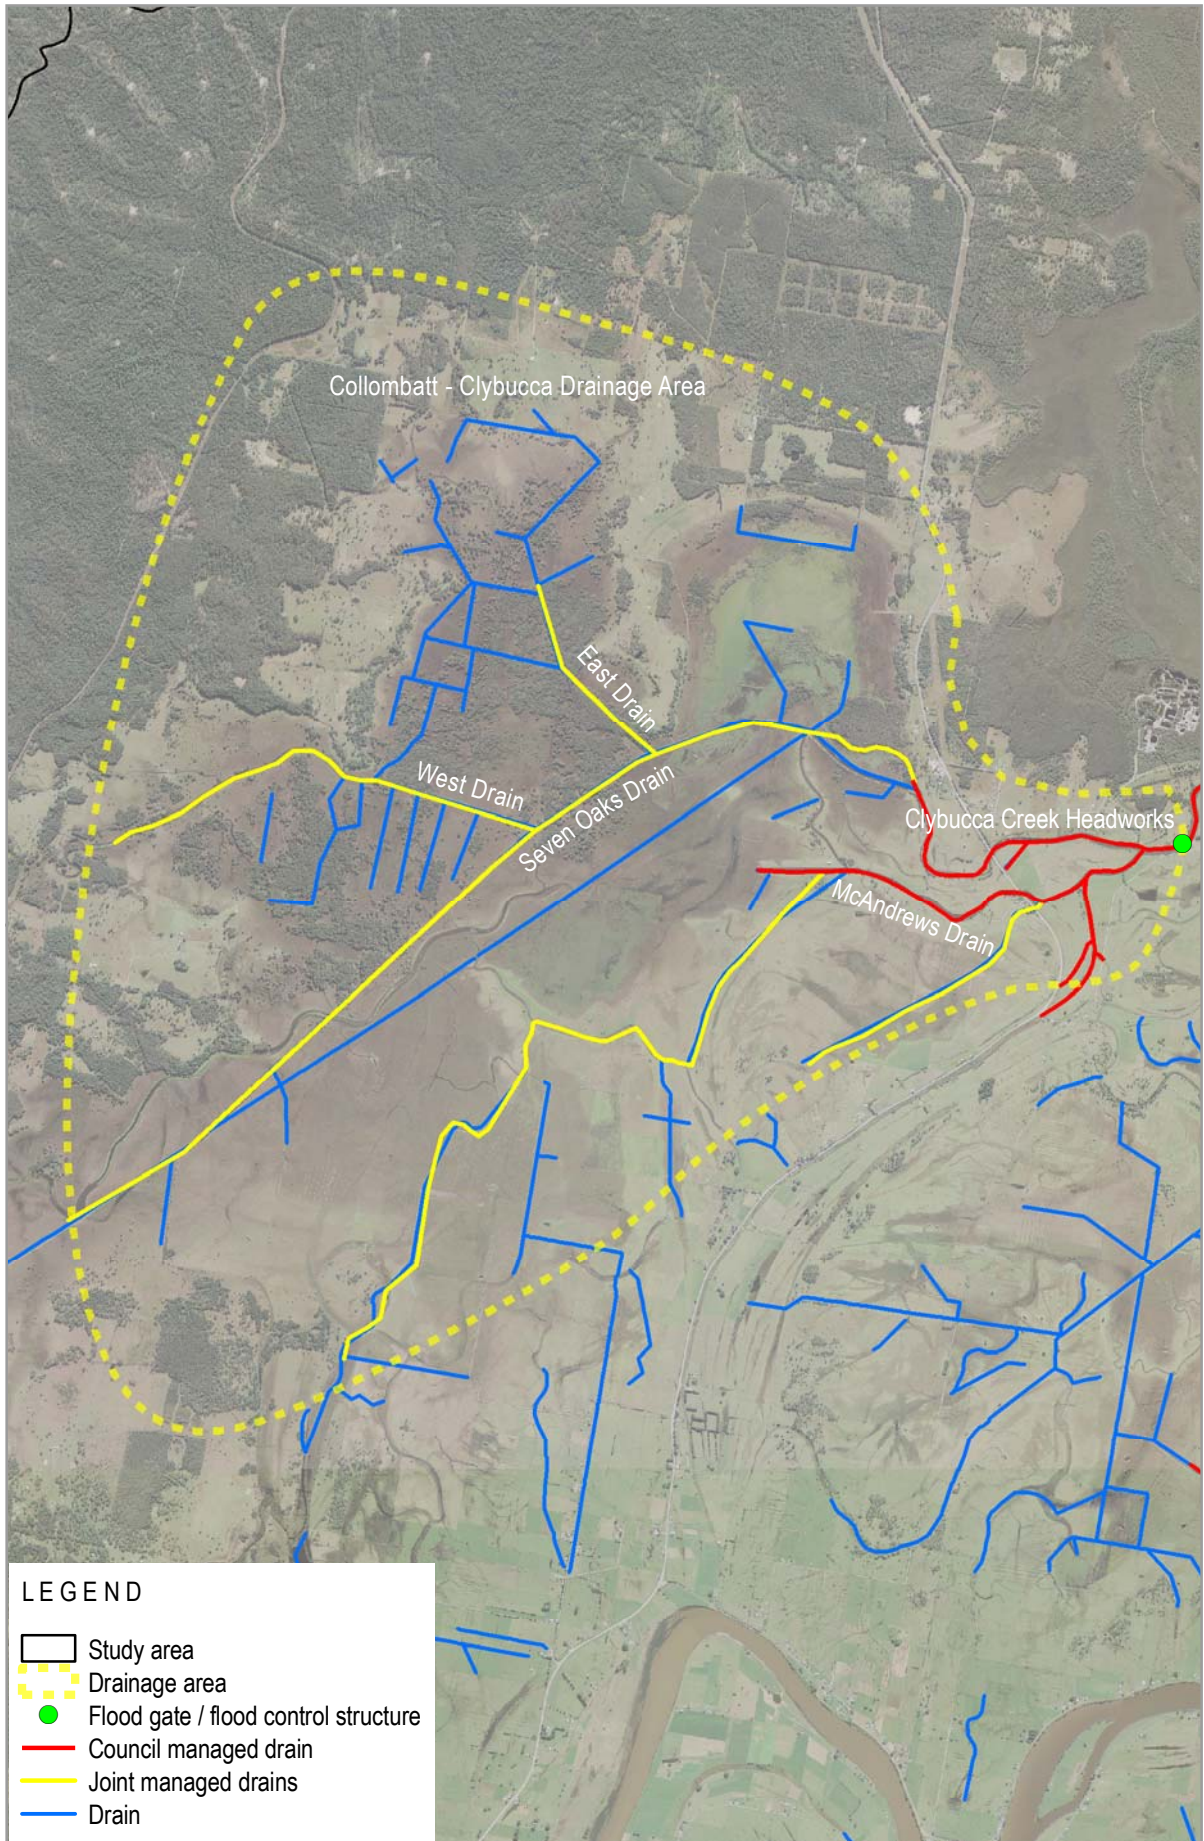 Collombatt - Clybucca Drainage Area
East Drain
West Drain
Seven Oaks Drain
Clybucca Creek Headworks
McAndrews Drain
LEGEND
Study area
Drainage area
Flood gate / flood control structure
Council managed drain
Joint managed drains
Drain